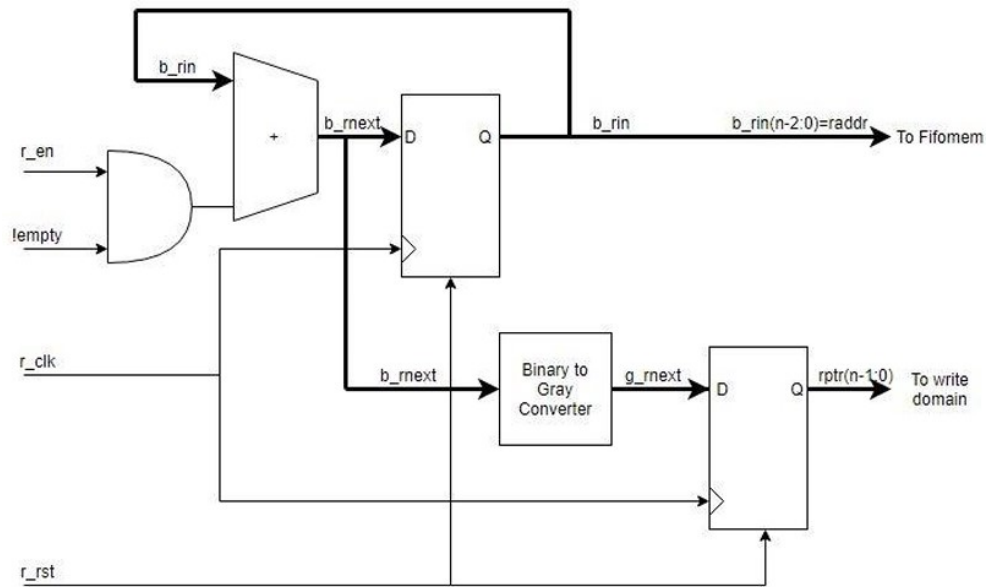 b_rin
+
b_rnext
D
Q
b_rin
b_rin(n-2:0)=raddr
To Fifomem
r_en
!empty
r_clk
b_rnext
Binary to
Gray
Converter
g_rnext
D
Q
rptr(n-1:0)
To write
domain
r_rst